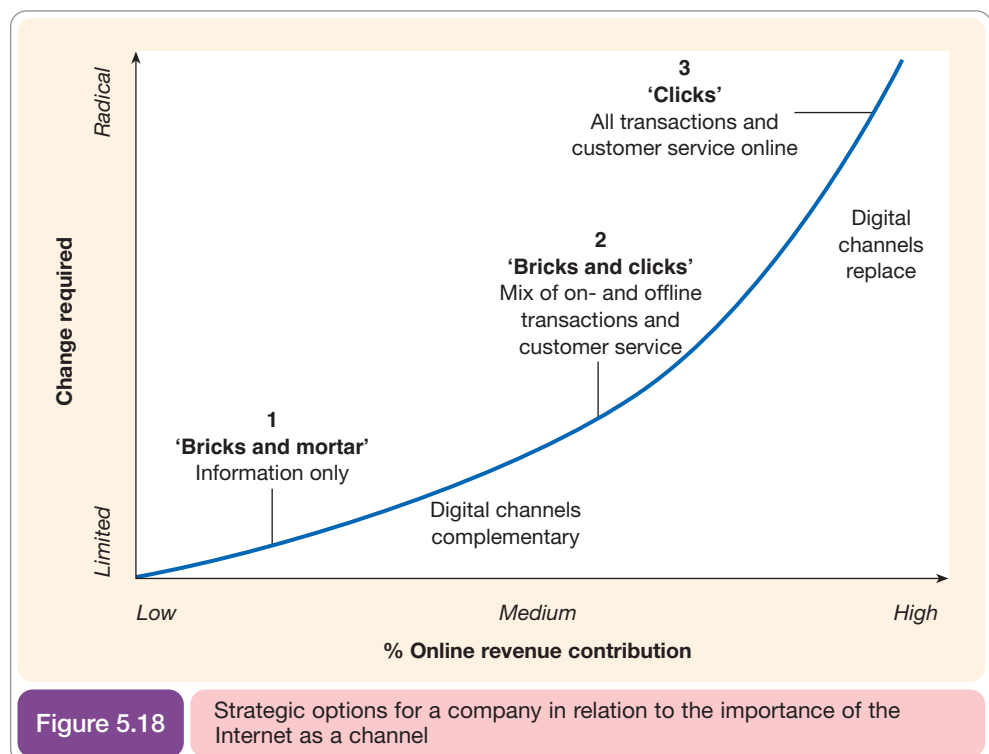 Radical
Change required
Limited
3
‘Clicks’
All transactions and
customer service online
Digital
channels
replace
2
‘Bricks and clicks’
Mix of on- and offline
transactions and
customer service
1
‘Bricks and mortar’
Information only
Digital channels
complementary
Low Medium High
% Online revenue contribution
Figure 5.18
Strategic options for a company in relation to the importance of the
Internet as a channel